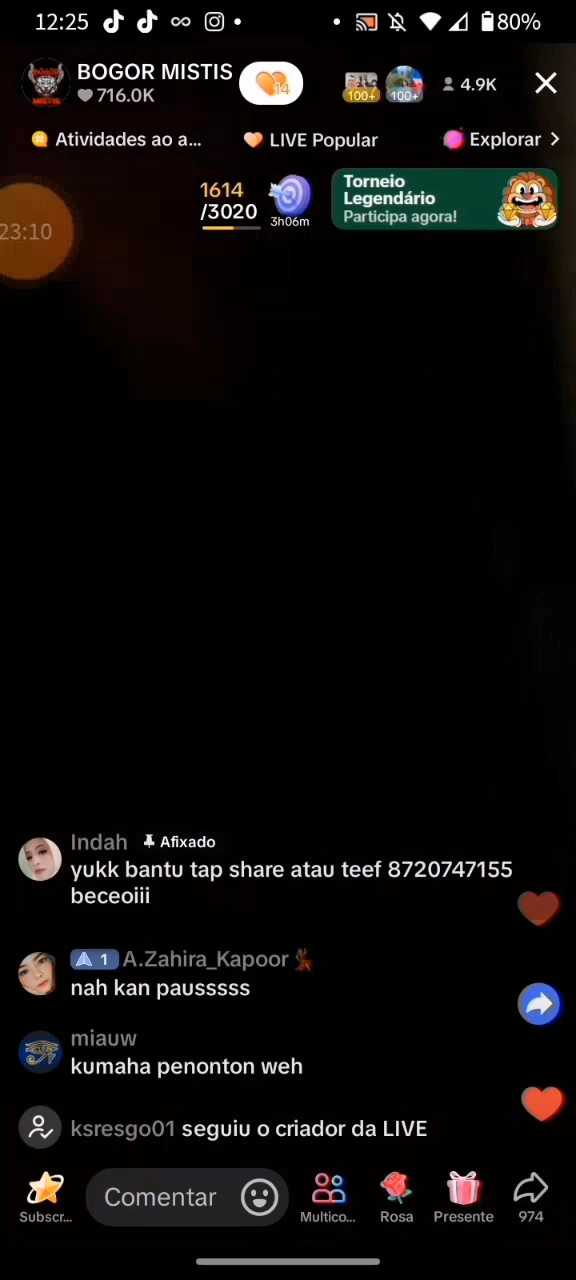 12:25
80%
BOGOR MISTIS
716.0K
14
100+
100+
4.9K
Atividades ao a...
LIVE Popular
Explorar
23:10
1614
/3020
3h06m
Torneio
Legendário
Participa agora!
Indah Afixado
yukk bantu tap share atau teef 8720747155
beceoiii
1 A.Zahira_Kapoor
nah kan pausssss
miauw
kumaha penonton weh
ksresgo01 seguiu o criador da LIVE
Comentar
Subscr...
Multico...
Rosa
Presente
974